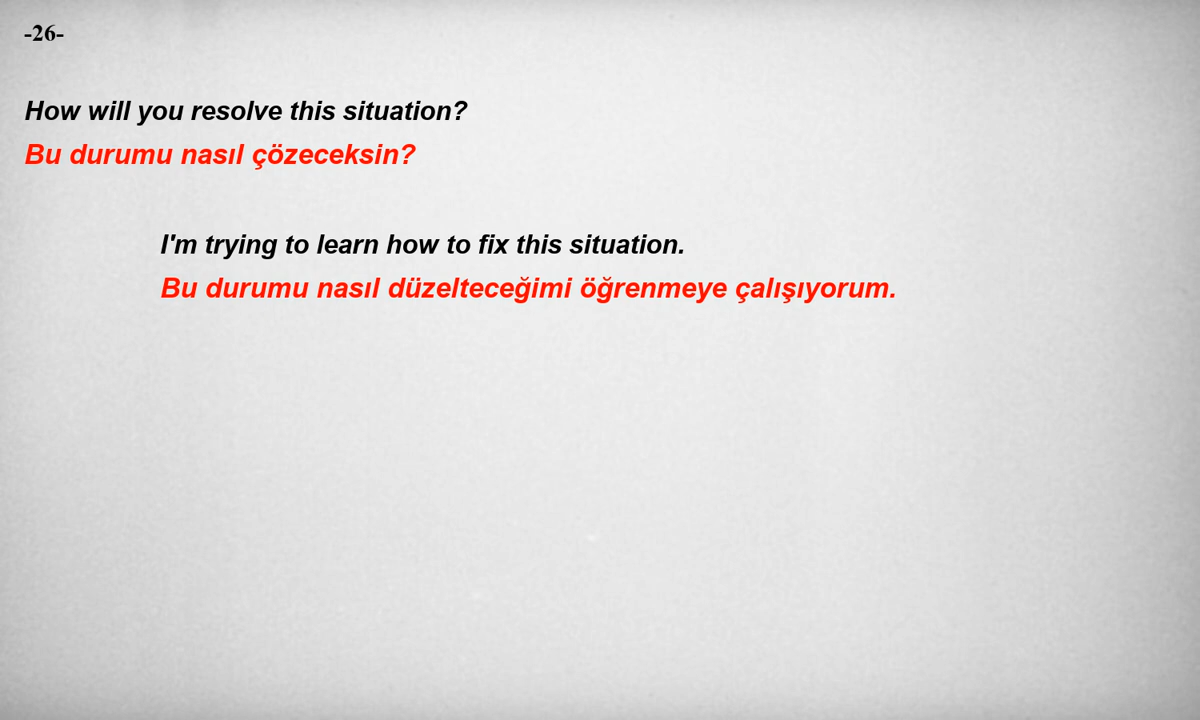 -26-
How will you resolve this situation?
Bu durumu nasıl çözeceksin?
I'm trying to learn how to fix this situation.
Bu durumu nasıl düzelteceğimi öğrenmeye çalışıyorum.